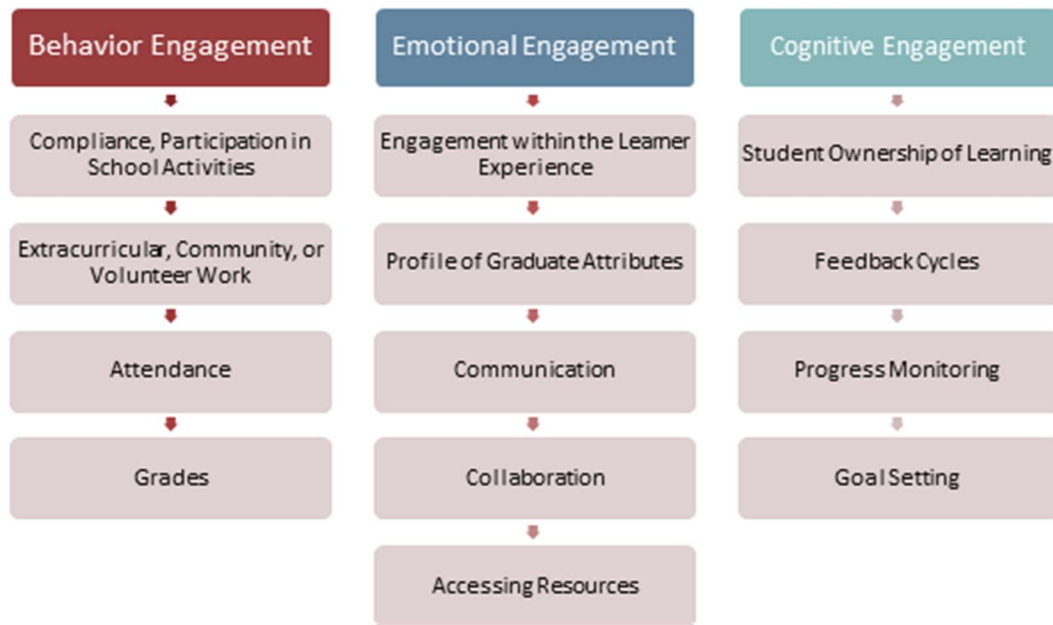 Behavior Engagement
Compliance, Participation in
School Activities
Extracurricular, Community, or
Volunteer Work
Attendance
Grades
Emotional Engagement
Engagement within the Learner
Experience
Profile of Graduate Attributes
Communication
Collaboration
Accessing Resources
Cognitive Engagement
Student Ownership of Learning
Feedback Cycles
Progress Monitoring
Goal Setting